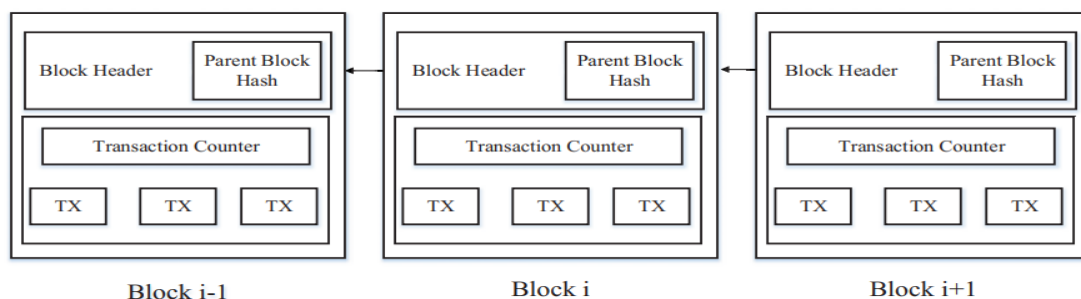 Block Header
Parent Block
Hash
Block Header
Parent Block
Hash
Block Header
Parent Block
Hash
Transaction Counter
Transaction Counter
Transaction Counter
TX TX TX
TX TX TX
TX TX TX
Block i-1
Block i
Block i+1